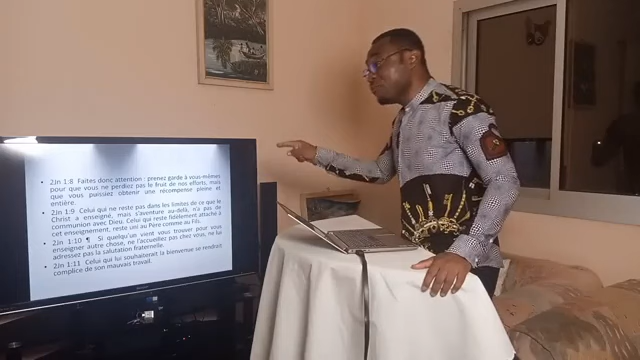 • 2Jn 1:8 Faites donc attention : prenez garde à vous-mêmes
pour que vous ne perdiez pas le fruit de nos efforts, mais
que vous puissiez obtenir une récompense pleine et
entière.
• 2Jn 1:9 Celui qui ne reste pas dans les limites de ce que le
Christ a enseigné, mais s'aventure au-delà, n'a pas de
communion avec Dieu. Celui qui reste fidèlement attaché à
cet enseignement, reste uni au Père comme au Fils.
• 2Jn 1:10 ¶ Si quelqu'un vient vous trouver pour vous
enseigner autre chose, ne l'accueillez pas chez vous, ne lui
adressez pas la salutation fraternelle.
• 2Jn 1:11 Celui qui lui souhaiterait la bienvenue se rendrait
complice de son mauvais travail.